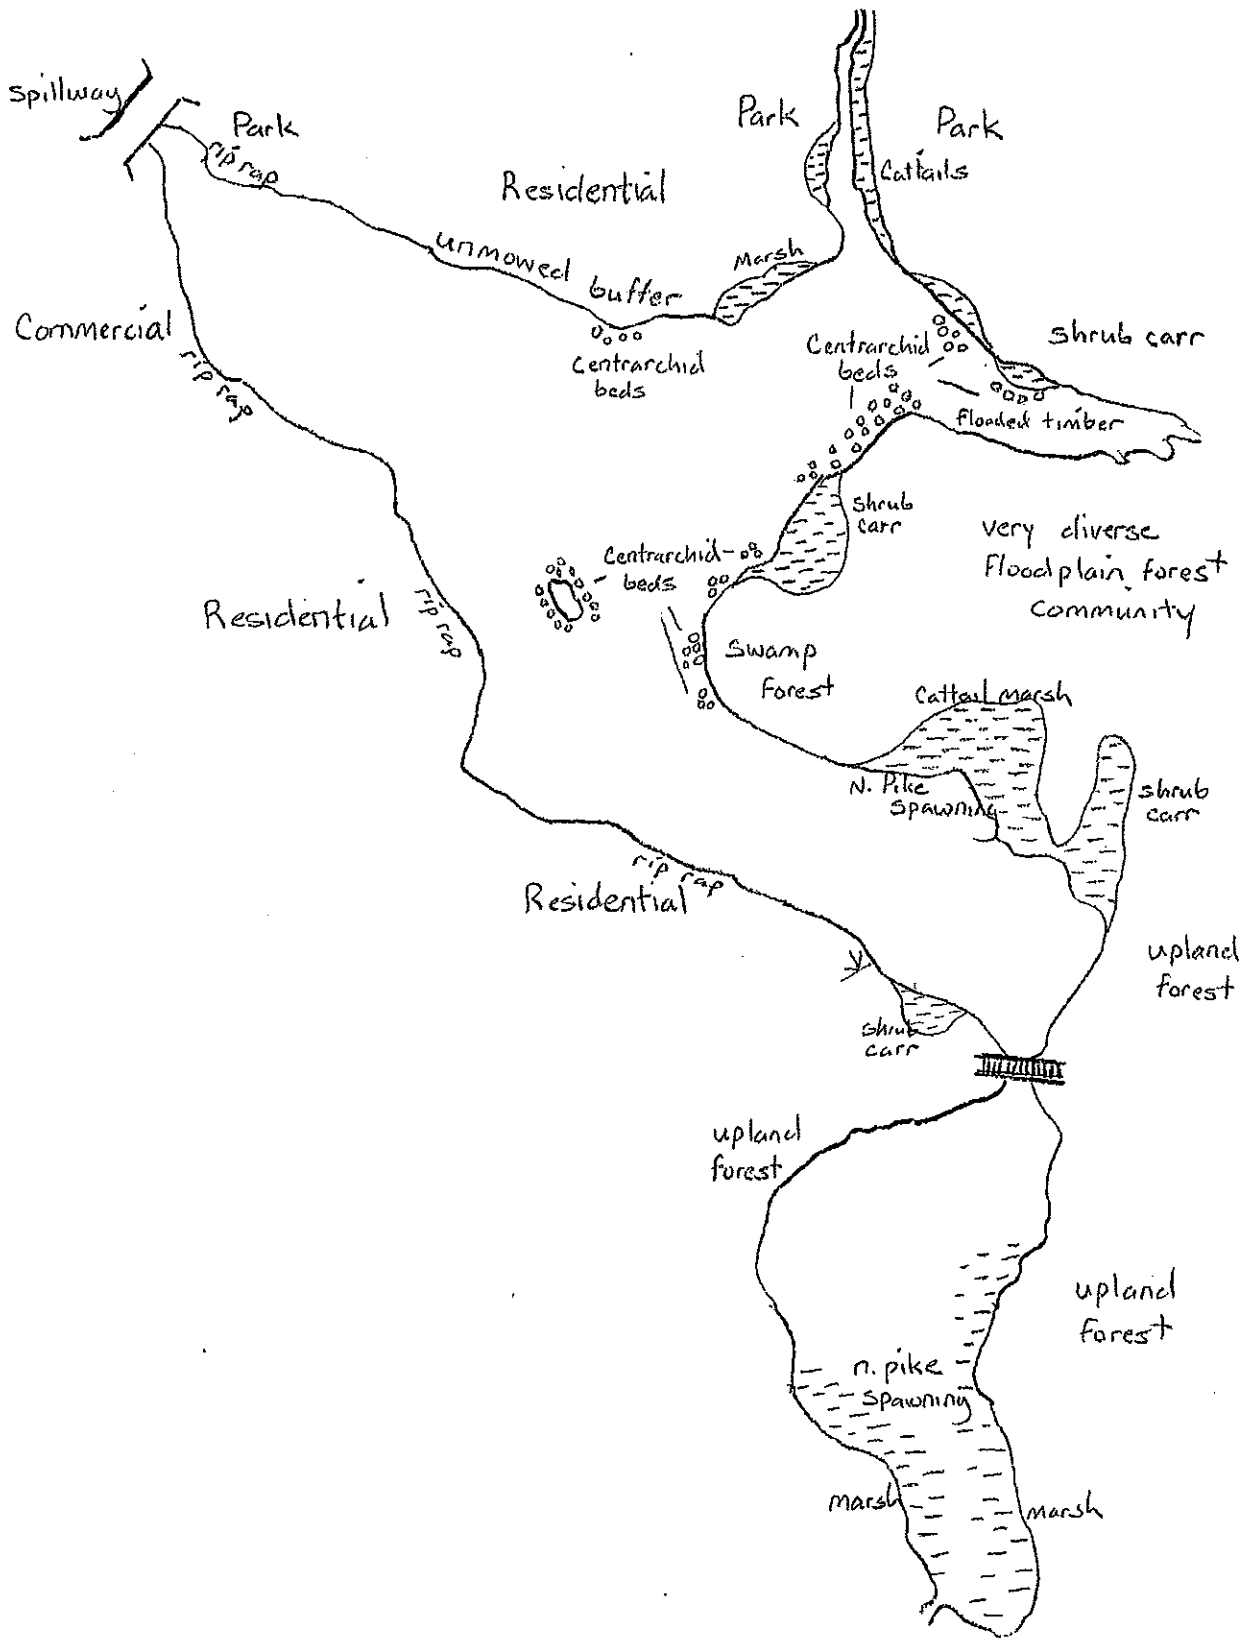 Spillway
Park
rip rap
Residential
Park
Park
Cattails
unmowed buffer
Marsh
Commercial
rip rap
Centrarchid
beds
Centrarchid
beds
Shrub carr
flooded timber
Shrub
carr
very diverse
floodplain forest
community
Centrarchid
beds
Residential
rip rap
Swamp
forest
Cattail marsh
N. Pike
Spawning
shrub
carr
rip rap
Residential
upland
forest
shrub
carr
upland
forest
upland
forest
n. pike
spawning
marsh
marsh